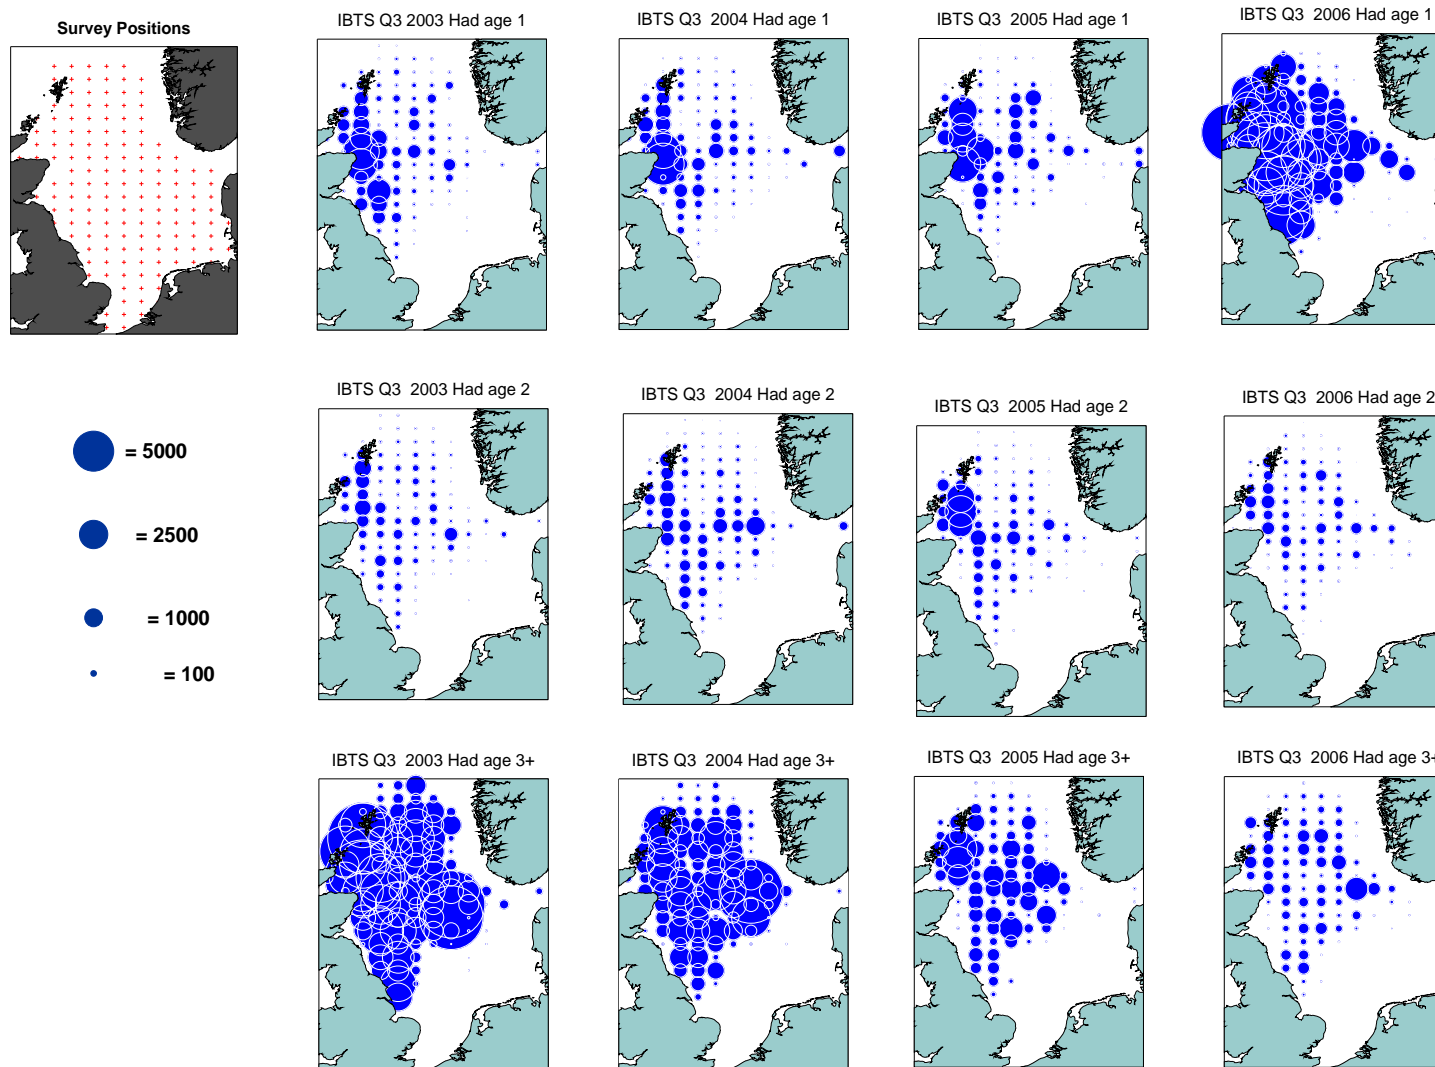 Survey Positions
IBTS Q3 2003 Had age 1
IBTS Q3 2004 Had age 1
IBTS Q3 2005 Had age 1
IBTS Q3 2006 Had age 1
IBTS Q3 2003 Had age 2
IBTS Q3 2004 Had age 2
IBTS Q3 2005 Had age 2
IBTS Q3 2006 Had age 2
= 5000
= 2500
= 1000
= 100
IBTS Q3 2003 Had age 3+
IBTS Q3 2004 Had age 3+
IBTS Q3 2005 Had age 3+
IBTS Q3 2006 Had age 3+